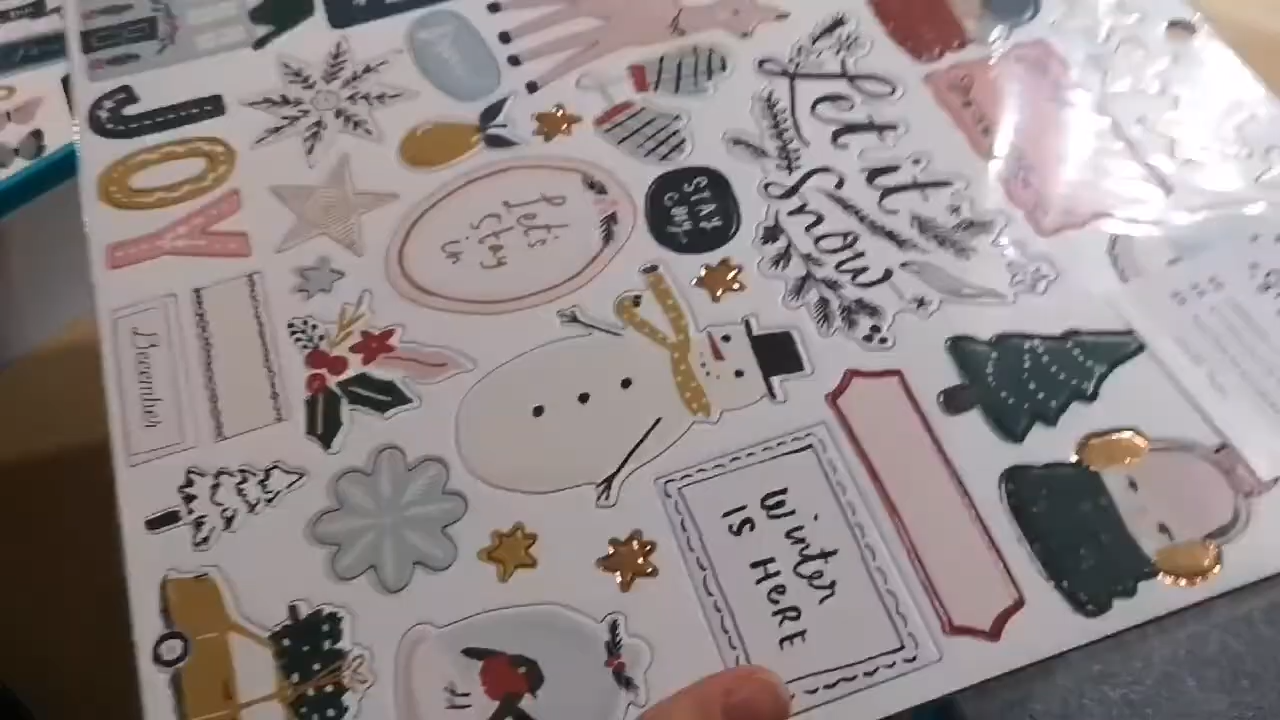 JOY
Let's
stay
in
STAY
cozy
Let it
Snow
December
Winter
IS HERE